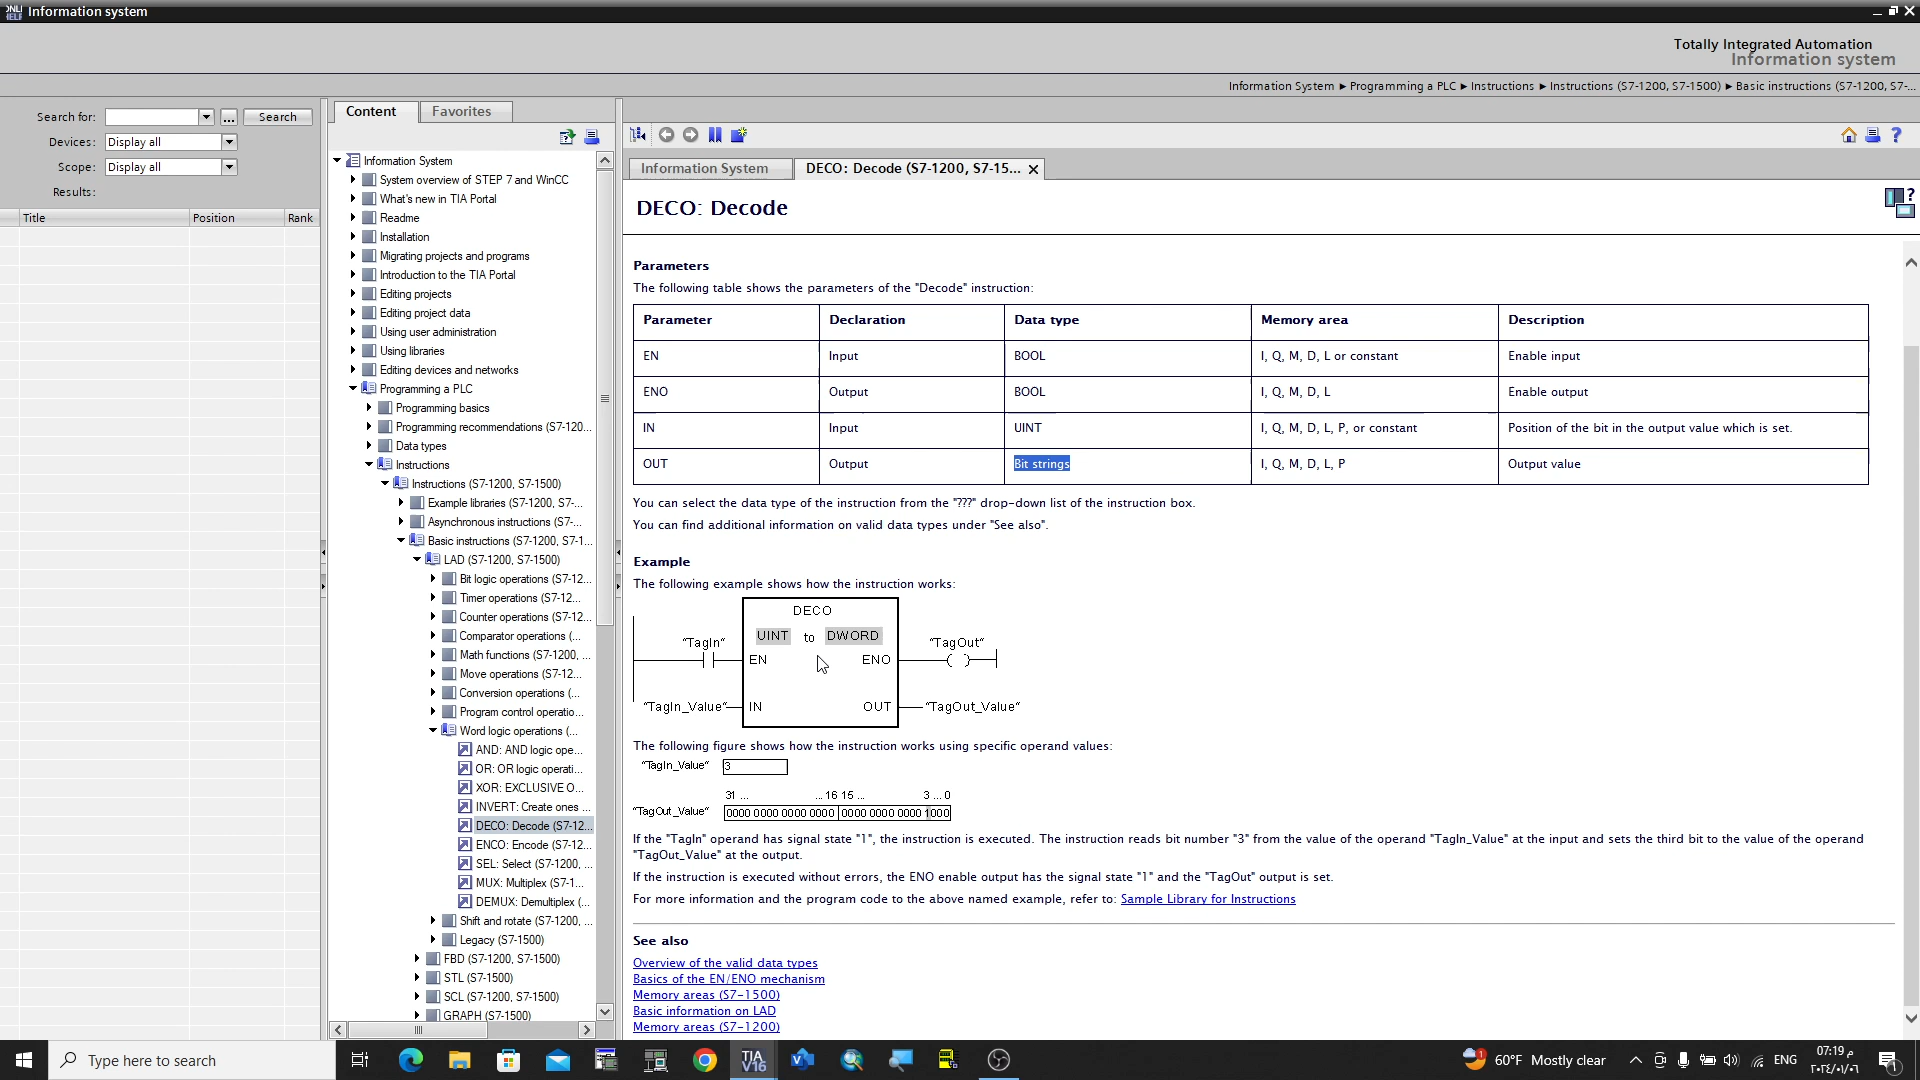 ONLI HELP Information system
Totally Integrated Automation
Information system
Information System ▶ Programming a PLC ▶ Instructions ▶ Instructions (S7-1200, S7-1500) ▶ Basic instructions (S7-1200, S7-...
Search for: ... Search
Devices: Display all
Scope: Display all
Results:
Title Position Rank
Content Favorites
Information System
System overview of STEP 7 and WinCC
What's new in TIA Portal
Readme
Installation
Migrating projects and programs
Introduction to the TIA Portal
Editing projects
Editing project data
Using user administration
Using libraries
Editing devices and networks
Programming a PLC
Programming basics
Programming recommendations (S7-120...
Data types
Instructions
Instructions (S7-1200, S7-1500)
Example libraries (S7-1200, S7-...
Asynchronous instructions (S7-...
Basic instructions (S7-1200, S7-1...
LAD (S7-1200, S7-1500)
Bit logic operations (S7-12...
Timer operations (S7-12...
Counter operations (S7-12...
Comparator operations (...
Math functions (S7-1200, ...
Move operations (S7-12...
Conversion operations (...
Program control operatio...
Word logic operations (...
AND: AND logic ope...
OR: OR logic operati...
XOR: EXCLUSIVE O...
INVERT: Create ones ...
DECO: Decode (S7-12...
ENCO: Encode (S7-12...
SEL: Select (S7-1200, ...
MUX: Multiplex (S7-1...
DEMUX: Demultiplex (...
Shift and rotate (S7-1200, ...
Legacy (S7-1500)
FBD (S7-1200, S7-1500)
STL (S7-1500)
SCL (S7-1200, S7-1500)
GRAPH (S7-1500)
Information System DECO: Decode (S7-1200, S7-15...
DECO: Decode
Parameters
The following table shows the parameters of the "Decode" instruction:
Parameter Declaration Data type Memory area Description
EN Input BOOL I, Q, M, D, L or constant Enable input
ENO Output BOOL I, Q, M, D, L Enable output
IN Input UINT I, Q, M, D, L, P, or constant Position of the bit in the output value which is set.
OUT Output Bit strings I, Q, M, D, L, P Output value
You can select the data type of the instruction from the "???" drop-down list of the instruction box.
You can find additional information on valid data types under "See also".
Example
The following example shows how the instruction works:
DECO
UINT to DWORD
"TagIn" "TagOut"
EN ENO
"TagIn_Value" IN OUT "TagOut_Value"
The following figure shows how the instruction works using specific operand values:
"TagIn_Value" 3
31 ... ... 16 15 ... 3 ... 0
"TagOut_Value" 0000 0000 0000 0000 0000 0000 0000 1000
If the "TagIn" operand has signal state "1", the instruction is executed. The instruction reads bit number "3" from the value of the operand "TagIn_Value" at the input and sets the third bit to the value of the operand
"TagOut_Value" at the output.
If the instruction is executed without errors, the ENO enable output has the signal state "1" and the "TagOut" output is set.
For more information and the program code to the above named example, refer to: Sample Library for Instructions
See also
Overview of the valid data types
Basics of the EN/ENO mechanism
Memory areas (S7-1500)
Basic information on LAD
Memory areas (S7-1200)
Type here to search
TIA V16
1 60°F Mostly clear ENG
07:19 م
٢٠٢٤/٠١/٠٦
1